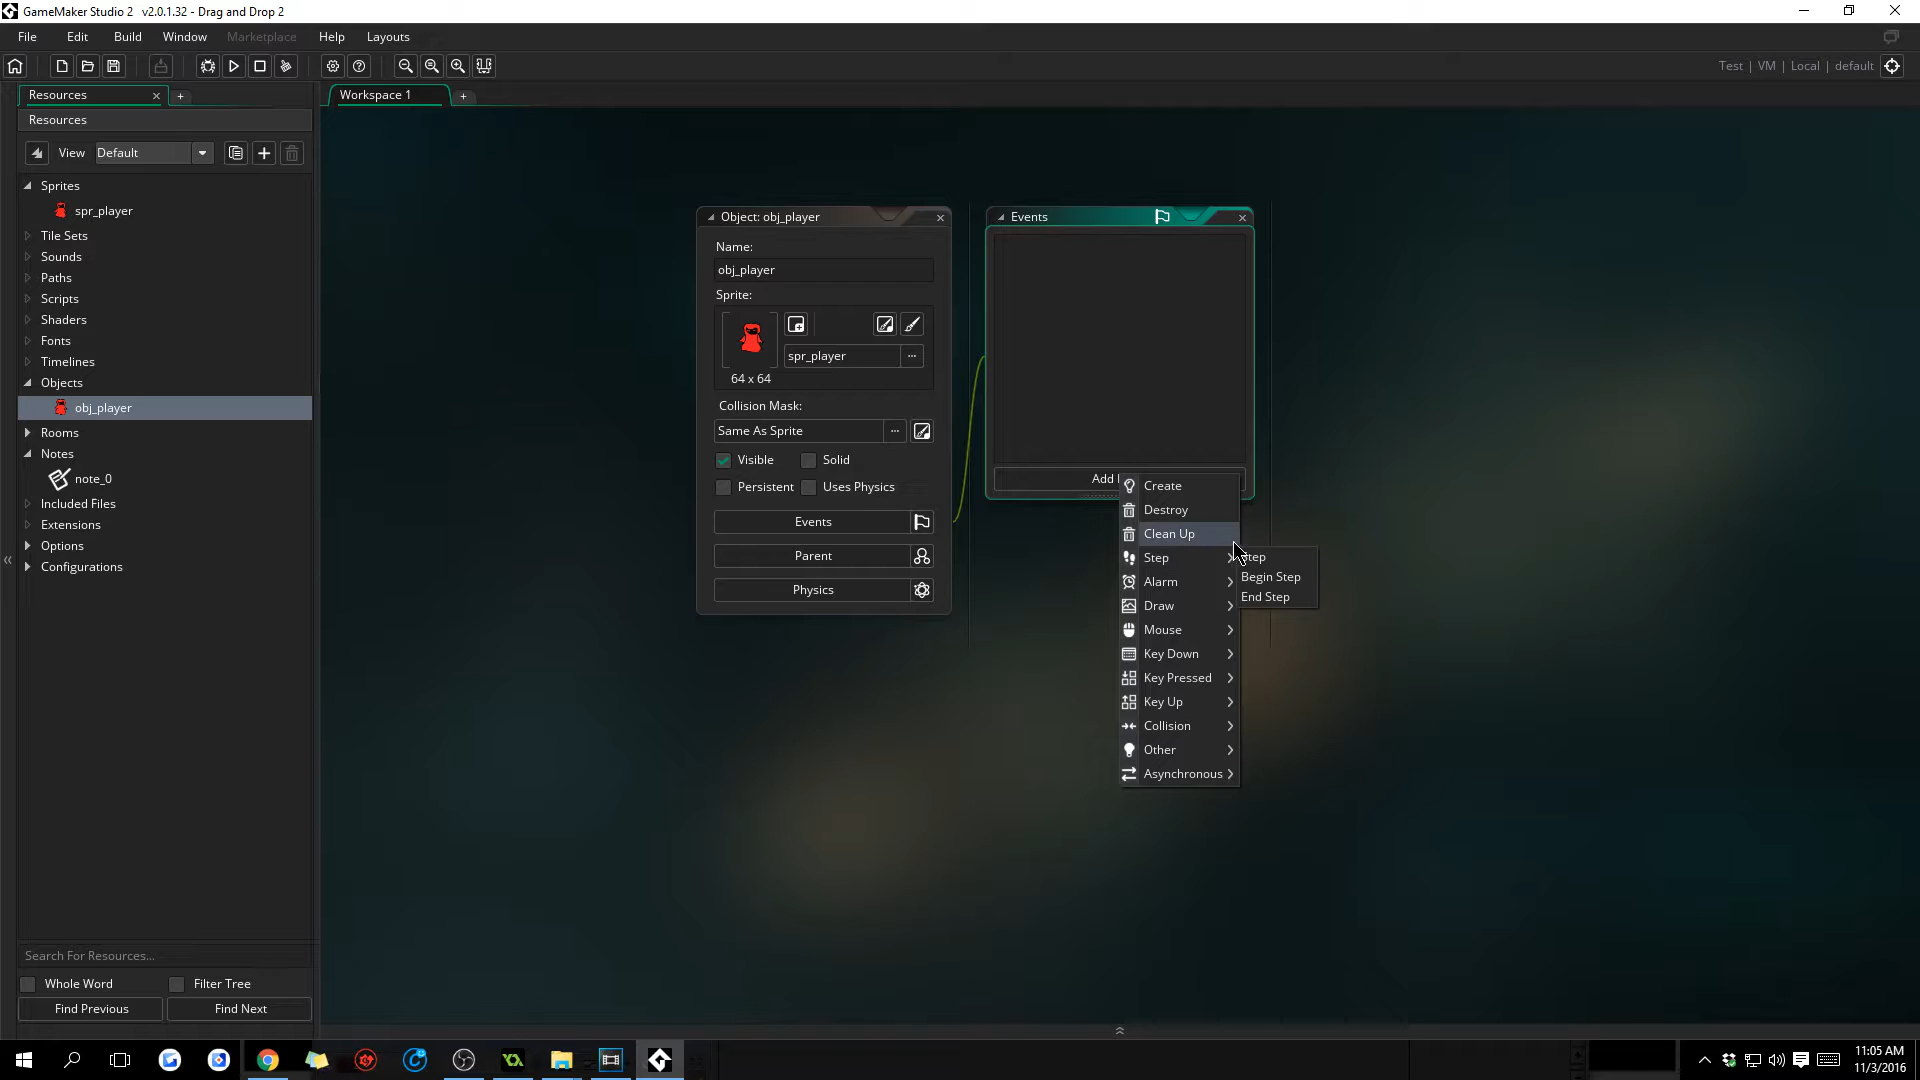 GameMaker Studio 2 v2.0.1.32 - Drag and Drop 2
File Edit Build Window Marketplace Help Layouts
Test | VM | Local | default
Resources
Workspace 1
Resources
View Default
Sprites
spr_player
Tile Sets
Sounds
Paths
Scripts
Shaders
Fonts
Timelines
Objects
obj_player
Rooms
Notes
note_0
Included Files
Extensions
Options
Configurations
Search For Resources...
Whole Word Filter Tree
Find Previous Find Next
Object: obj_player
Name:
obj_player
Sprite:
spr_player
64 x 64
Collision Mask:
Same As Sprite
Visible Solid
Persistent Uses Physics
Events
Parent
Physics
Events
Add
Create
Destroy
Clean Up
Step
Alarm
Draw
Mouse
Key Down
Key Pressed
Key Up
Collision
Other
Asynchronous
Begin Step
End Step
11:05 AM
11/3/2016